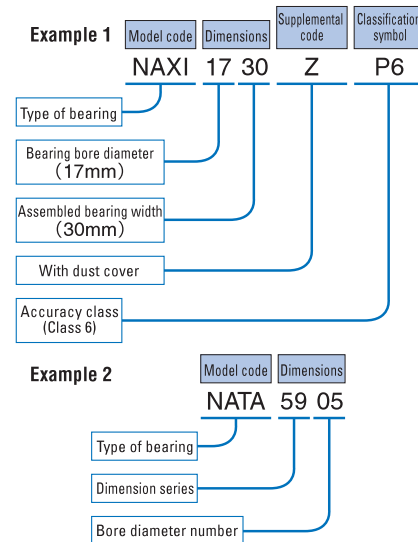 Example 1
Model code
Dimensions
Supplemental
code
Classification
symbol
NAXI 17 30 Z P6
Type of bearing
Bearing bore diameter
(17mm)
Assembled bearing width
(30mm)
With dust cover
Accuracy class
(Class 6)
Example 2
Model code
Dimensions
NATA 59 05
Type of bearing
Dimension series
Bore diameter number